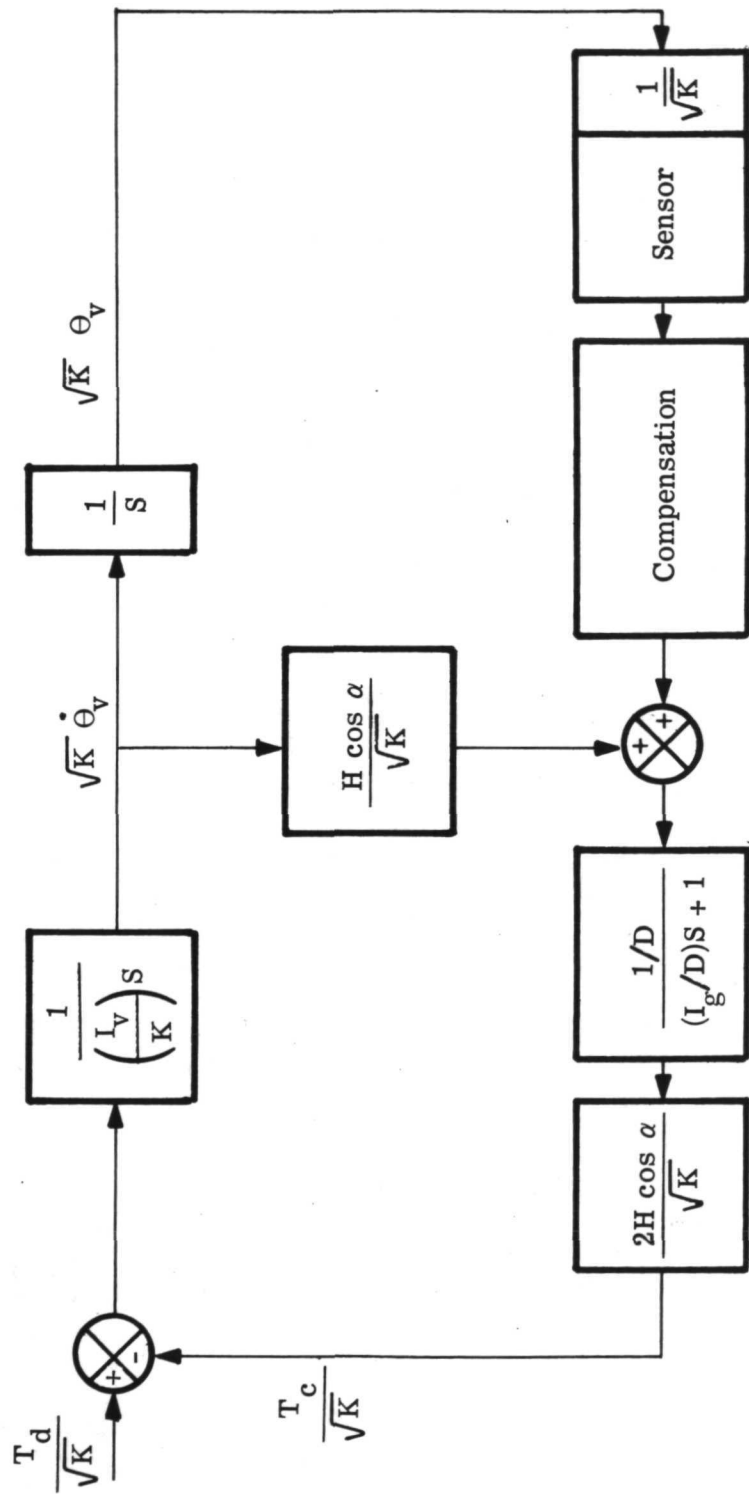 T_d
√K
+
-
1
(I_v
K) S
√K θ̇_v
1
S
√K θ_v
T_c
√K
H cos α
√K
2H cos α
√K
1/D
(I_g/D)S + 1
+
+
Compensation
Sensor
1
√K